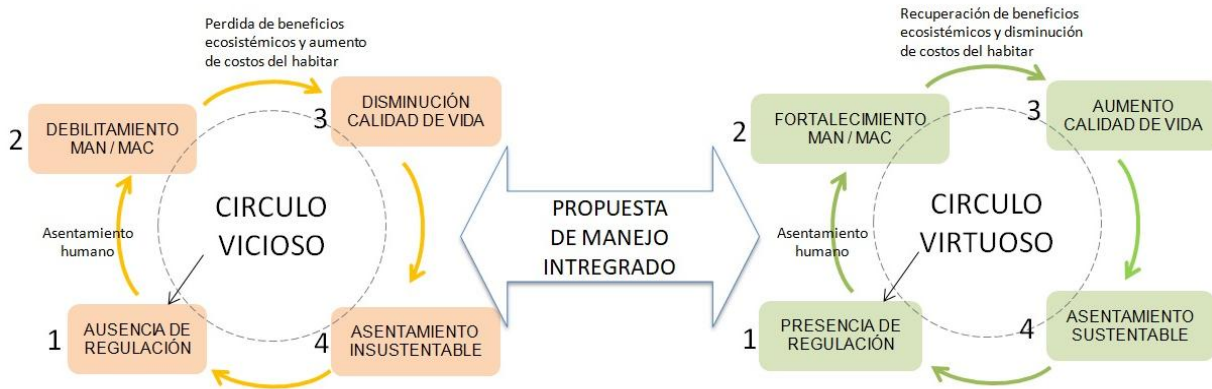 Perdida de beneficios
ecosistémicos y aumento
de costos del habitar
2
DEBILITAMIENTO
MAN / MAC
3
DISMINUCIÓN
CALIDAD DE VIDA
CIRCULO
VICIOSO
Asentamiento
humano
1
AUSENCIA DE
REGULACIÓN
4
ASENTAMIENTO
INSUSTENTABLE
PROPUESTA
DE MANEJO
INTREGRADO
Recuperación de beneficios
ecosistémicos y disminución
de costos del habitar
2
FORTALECIMIENTO
MAN / MAC
3
AUMENTO
CALIDAD DE VIDA
CIRCULO
VIRTUOSO
Asentamiento
humano
1
PRESENCIA DE
REGULACIÓN
4
ASENTAMIENTO
SUSTENTABLE